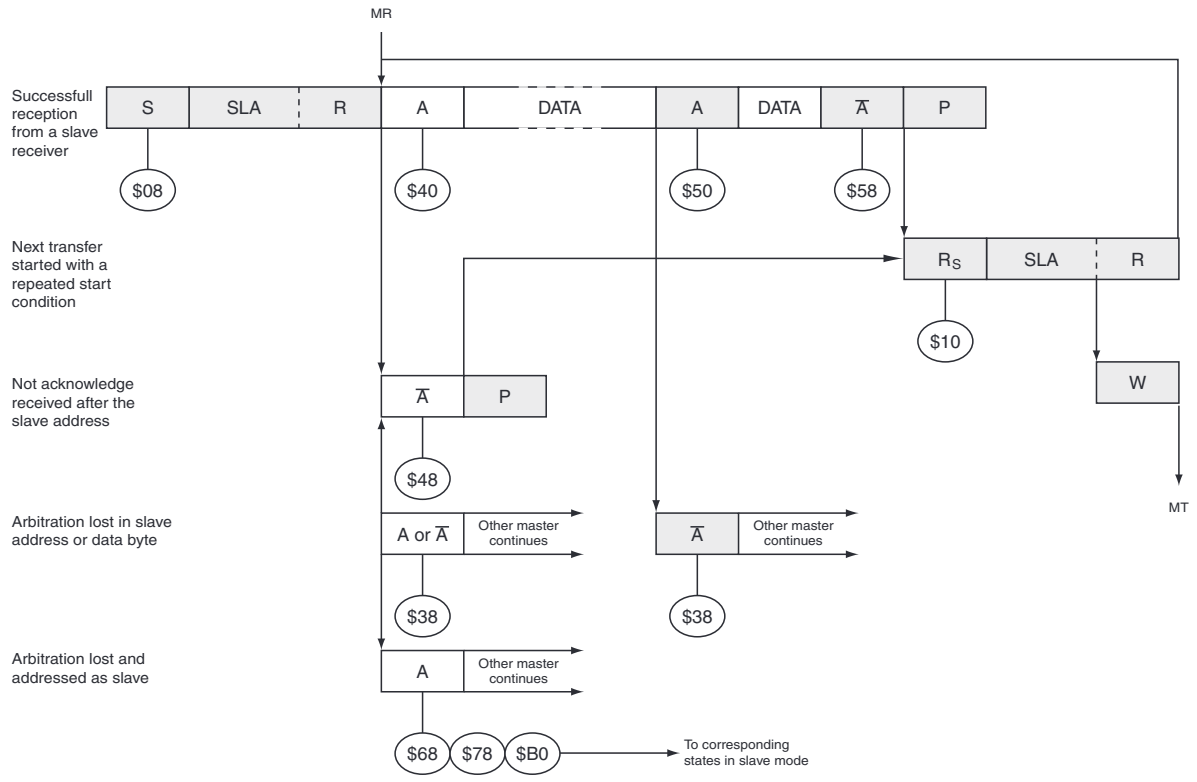 MR
Successfull
reception
from a slave
receiver
S SLA R A DATA A DATA A̅ P
$08 $40 $50 $58
Next transfer
started with a
repeated start
condition
RS SLA R
$10
Not acknowledge
received after the
slave address
A̅ P
W
$48
MT
Arbitration lost in slave
address or data byte
A or A̅
Other master
continues
A̅
Other master
continues
$38 $38
Arbitration lost and
addressed as slave
A
Other master
continues
$68 $78 $B0
To corresponding
states in slave mode